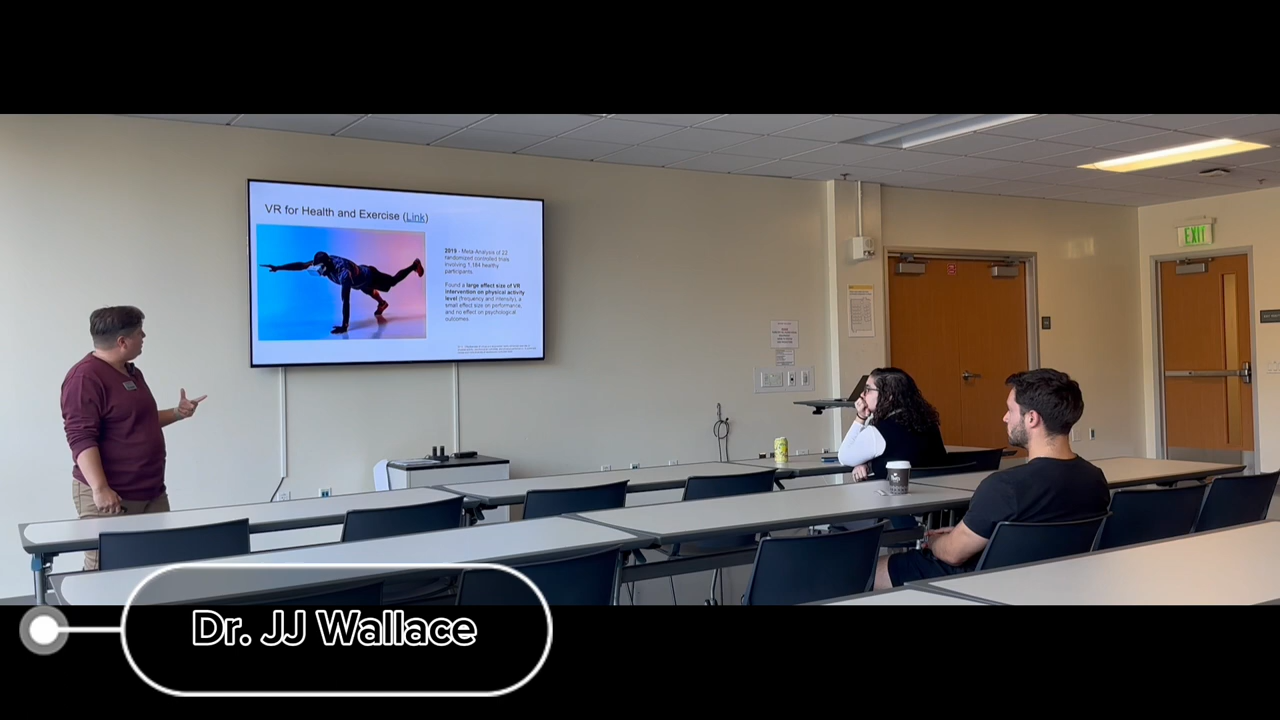 VR for Health and Exercise (Link)
2019 - Meta-Analysis of 22
randomized controlled trials
involving 1,184 healthy
participants.
Found a large affect size of VR
intervention on physical activity
level (frequency and intensity), a
small affect size on performance,
and no effect on psychological
outcomes.
EXIT
Dr. JJ Wallace